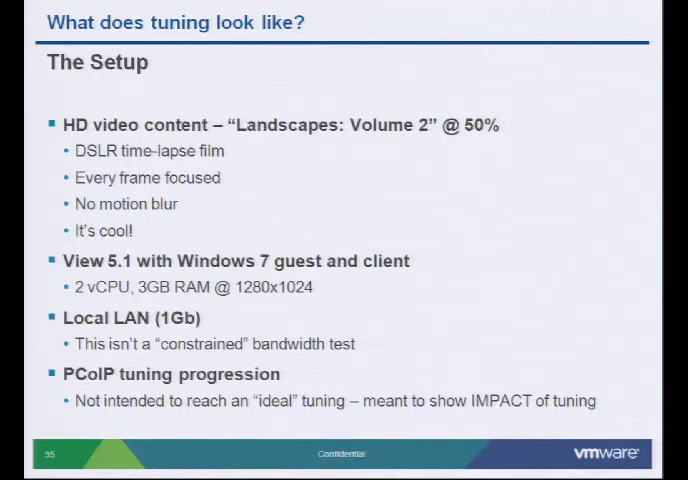 What does tuning look like?
The Setup
HD video content – “Landscapes: Volume 2” @ 50%
DSLR time-lapse film
Every frame focused
No motion blur
It’s cool!
View 5.1 with Windows 7 guest and client
2 vCPU, 3GB RAM @ 1280x1024
Local LAN (1Gb)
This isn’t a “constrained” bandwidth test
PCoIP tuning progression
Not intended to reach an “ideal” tuning – meant to show IMPACT of tuning
35
Confidential
vmware